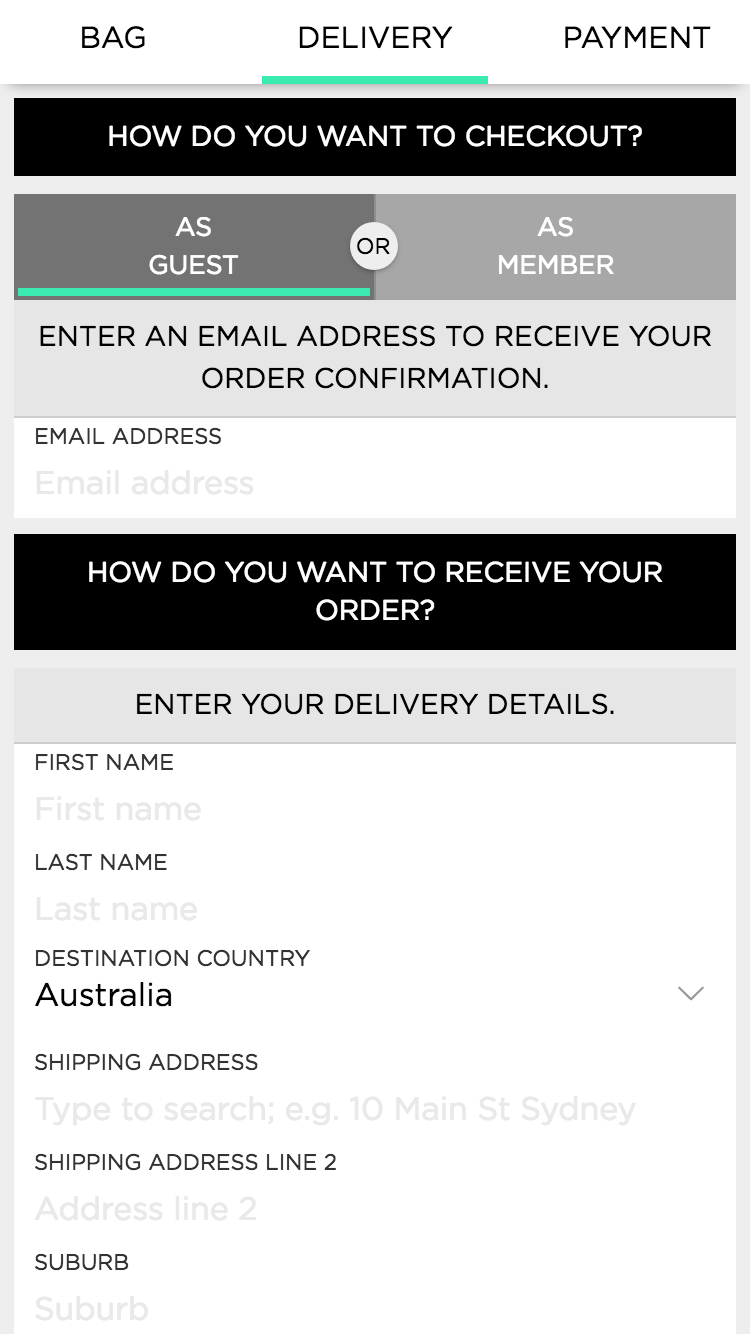 BAG DELIVERY PAYMENT
HOW DO YOU WANT TO CHECKOUT?
AS
GUEST
OR
AS
MEMBER
ENTER AN EMAIL ADDRESS TO RECEIVE YOUR
ORDER CONFIRMATION.
EMAIL ADDRESS
Email address
HOW DO YOU WANT TO RECEIVE YOUR
ORDER?
ENTER YOUR DELIVERY DETAILS.
FIRST NAME
First name
LAST NAME
Last name
DESTINATION COUNTRY
Australia
SHIPPING ADDRESS
Type to search; e.g. 10 Main St Sydney
SHIPPING ADDRESS LINE 2
Address line 2
SUBURB
Suburb